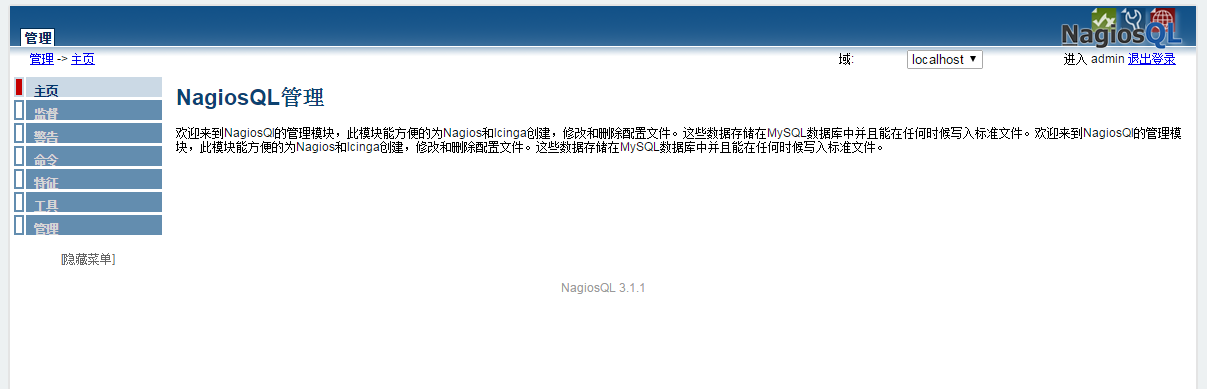 NagiosQL
管理
管理 -> 主页
域:
localhost
进入 admin 退出登录
主页
监督
警告
命令
特征
工具
管理
[隐藏菜单]
NagiosQL管理
欢迎来到NagiosQl的管理模块，此模块能方便的为Nagios和Icinga创建，修改和删除配置文件。这些数据存储在MySQL数据库中并且能在任何时候写入标准文件。欢迎来到NagiosQl的管理模
块，此模块能方便的为Nagios和Icinga创建，修改和删除配置文件。这些数据存储在MySQL数据库中并且能在任何时候写入标准文件。
NagiosQL 3.1.1